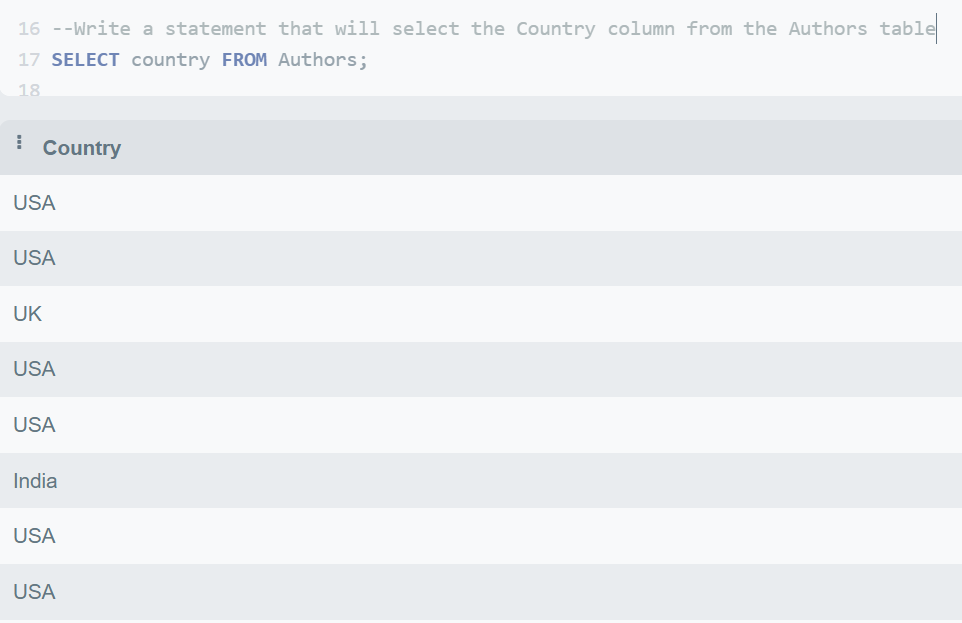 16 --Write a statement that will select the Country column from the Authors table
17 SELECT country FROM Authors;
18
Country
USA
USA
UK
USA
USA
India
USA
USA